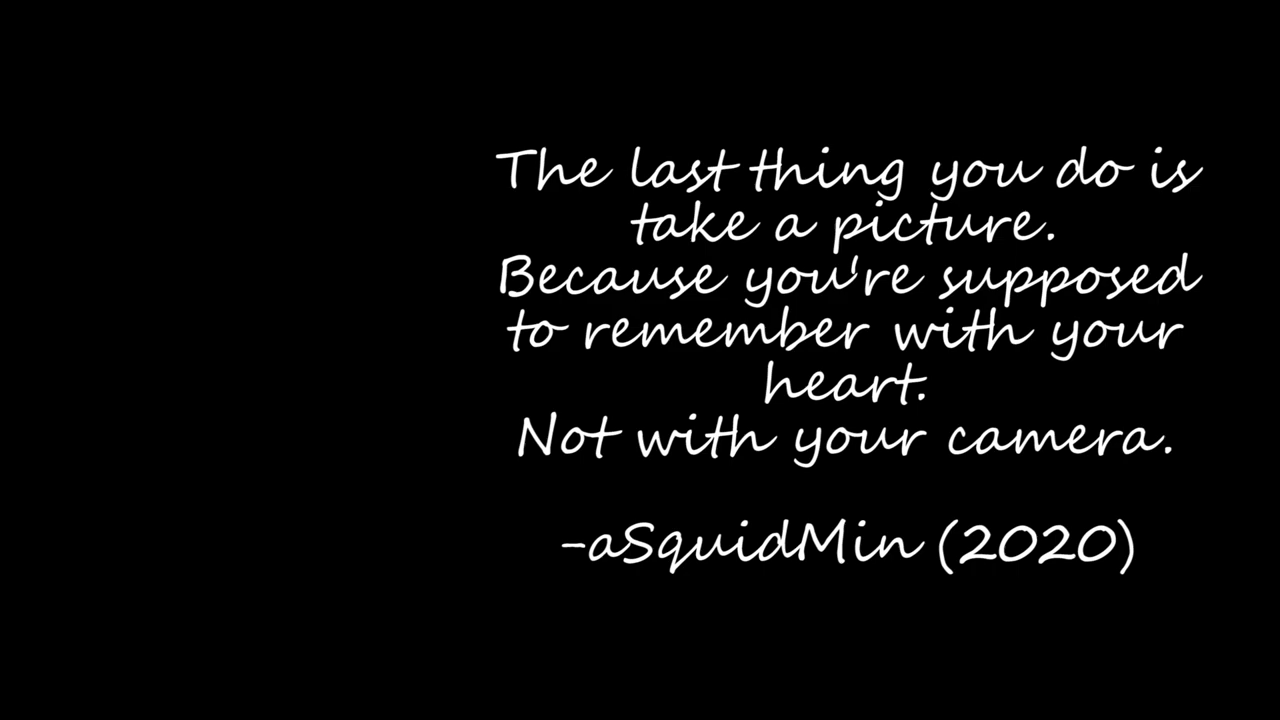 The last thing you do is
take a picture.
Because you're supposed
to remember with your
heart.
Not with your camera.
-aSquidMin (2020)